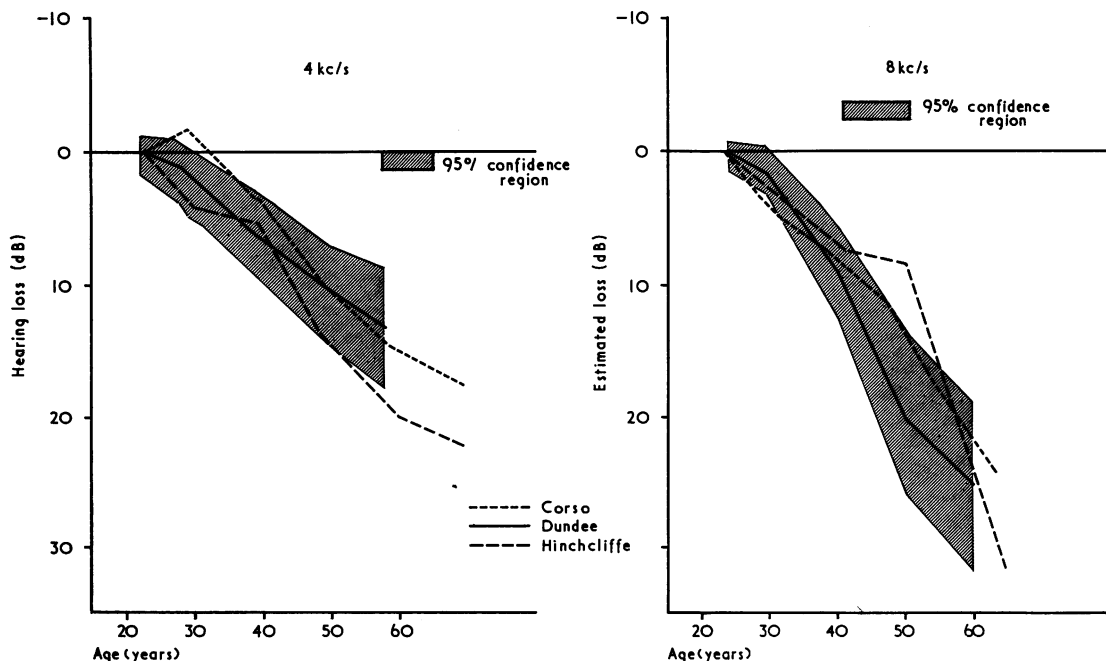 -10
4 kc/s
0
95% confidence
region
10
20
30
Hearing loss (dB)
20 30 40 50 60
Age (years)
Corso
Dundee
Hinchcliffe
-10
8 kc/s
95% confidence
region
0
10
20
Estimated loss (dB)
20 30 40 50 60
Age (years)